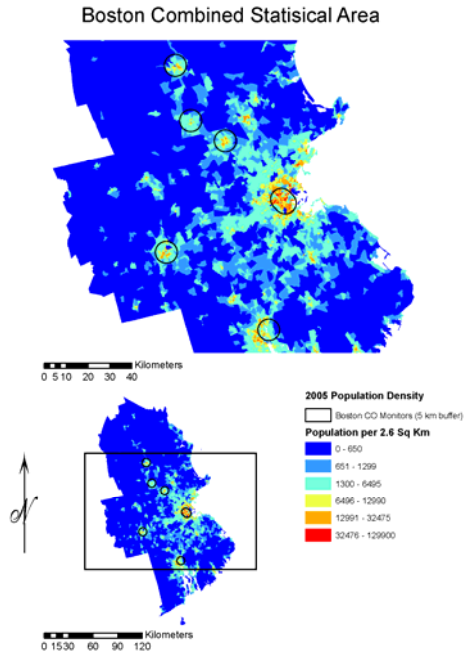 Boston Combined Statisical Area
Kilometers
0 5 10 20 30 40
2005 Population Density
Boston CO Monitors (5 km buffer)
Population per 2.6 Sq Km
0 - 650
651 - 1299
1300 - 6495
6496 - 12990
12991 - 32475
32476 - 129900
N
Kilometers
0 15 30 60 90 120